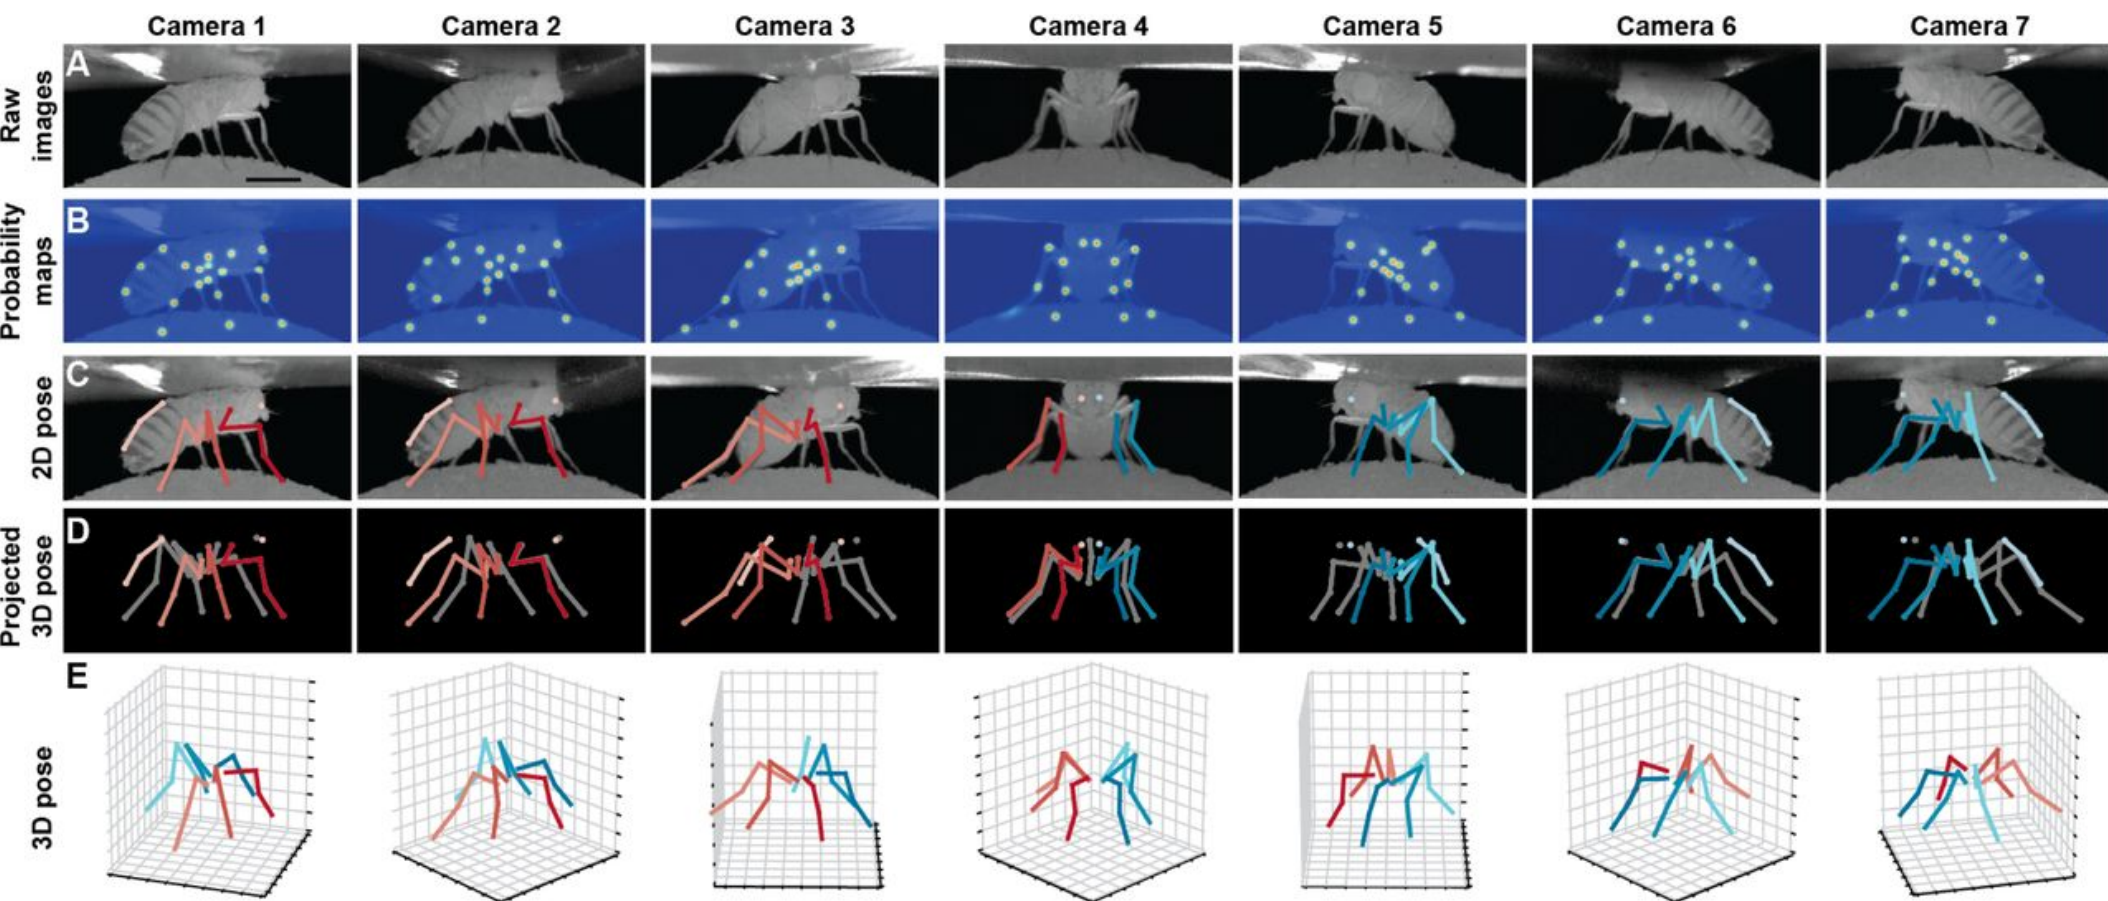 Camera 1 Camera 2 Camera 3 Camera 4 Camera 5 Camera 6 Camera 7
A
Raw
images
B
Probability
maps
C
2D pose
D
Projected
3D pose
E
3D pose